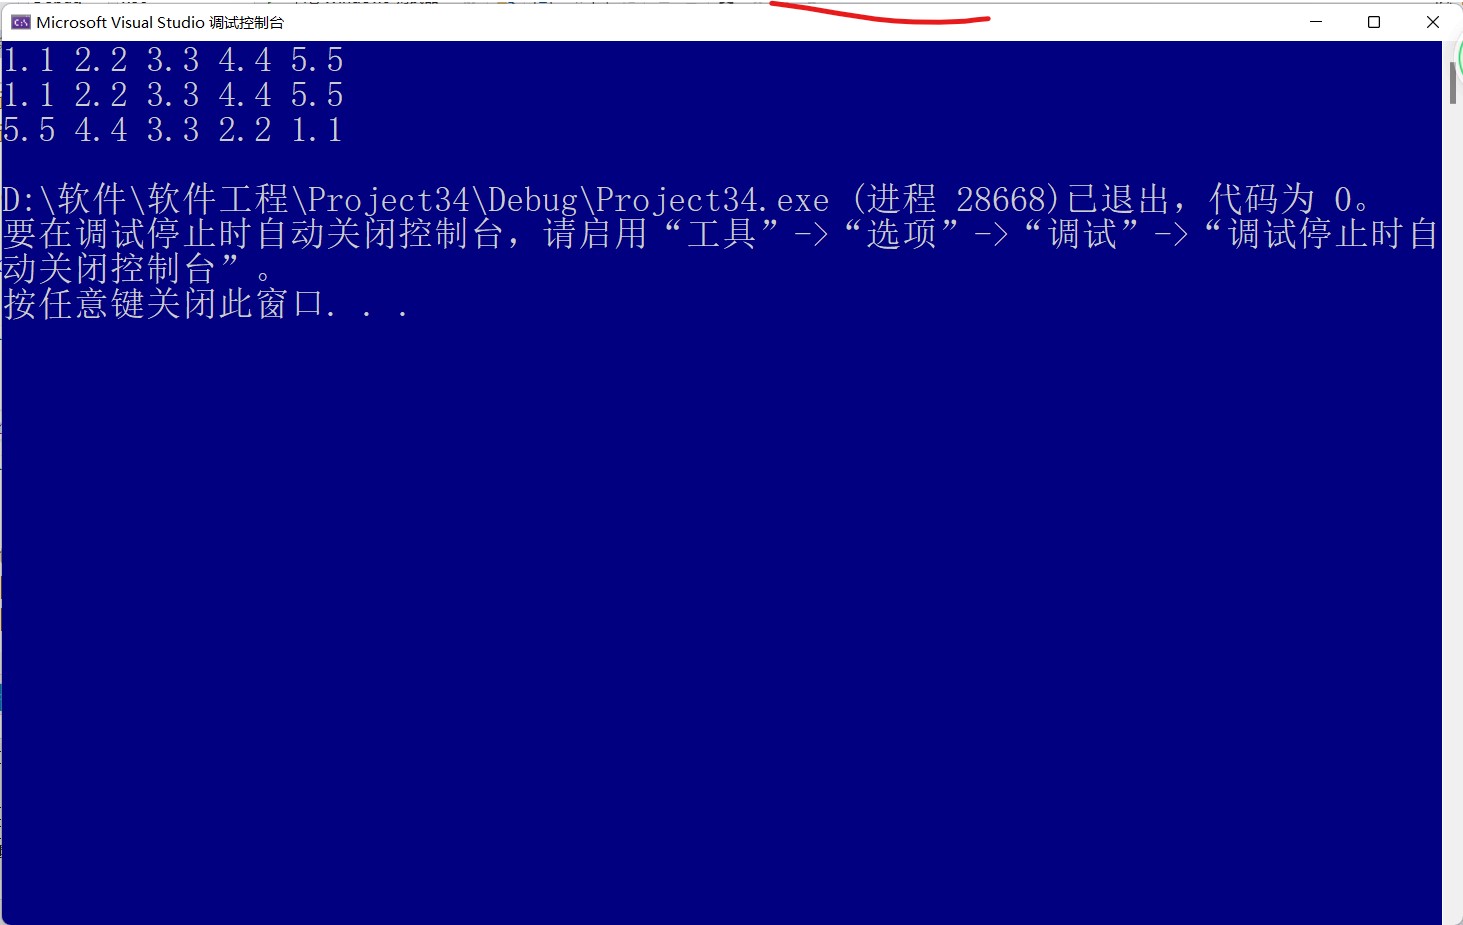 Microsoft Visual Studio 调试控制台
1.1 2.2 3.3 4.4 5.5
1.1 2.2 3.3 4.4 5.5
5.5 4.4 3.3 2.2 1.1
D:\软件\软件工程\Project34\Debug\Project34.exe (进程 28668)已退出，代码为 0。
要在调试停止时自动关闭控制台，请启用“工具”->“选项”->“调试”->“调试停止时自
动关闭控制台”。
按任意键关闭此窗口. . .